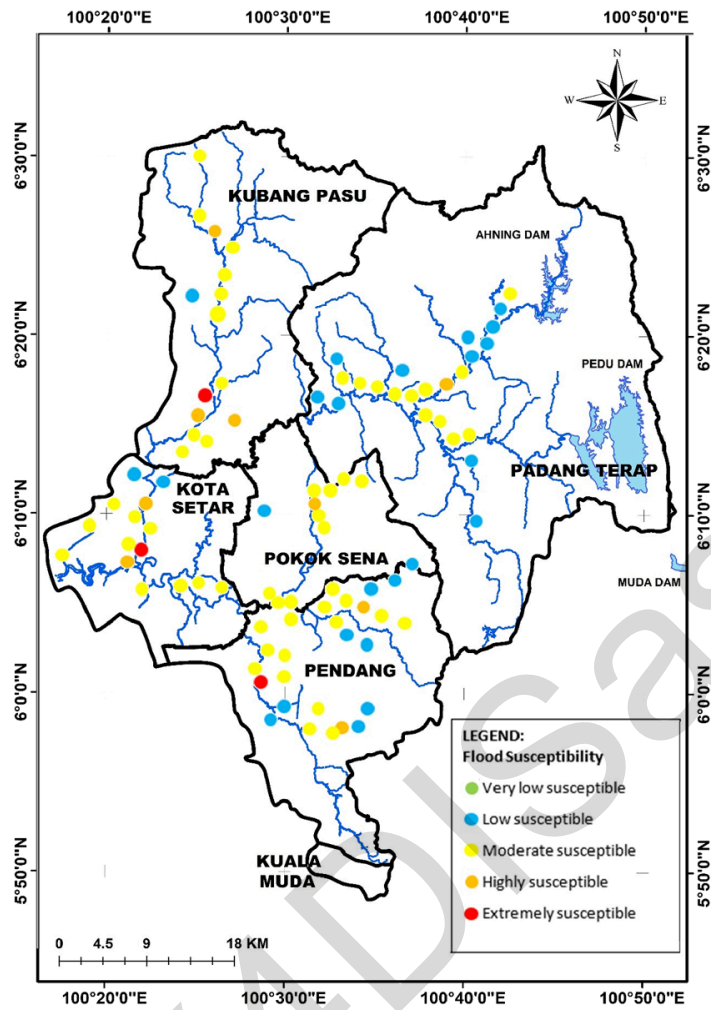 100°20'0"E 100°30'0"E 100°40'0"E 100°50'0"E
N
W E
S
6°30'0"N 6°30'0"N
KUBANG PASU
AHNING DAM
6°20'0"N 6°20'0"N
PEDU DAM
PADANG TERAP
KOTA
SETAR
6°10'0"N 6°10'0"N
POKOK SENA
MUDA DAM
PENDANG
6°0'0"N 6°0'0"N
LEGEND:
Flood Susceptibility
Very low susceptible
Low susceptible
Moderate susceptible
Highly susceptible
Extremely susceptible
KUALA
MUDA
5°50'0"N 5°50'0"N
0 4.5 9 18 KM
100°20'0"E 100°30'0"E 100°40'0"E 100°50'0"E